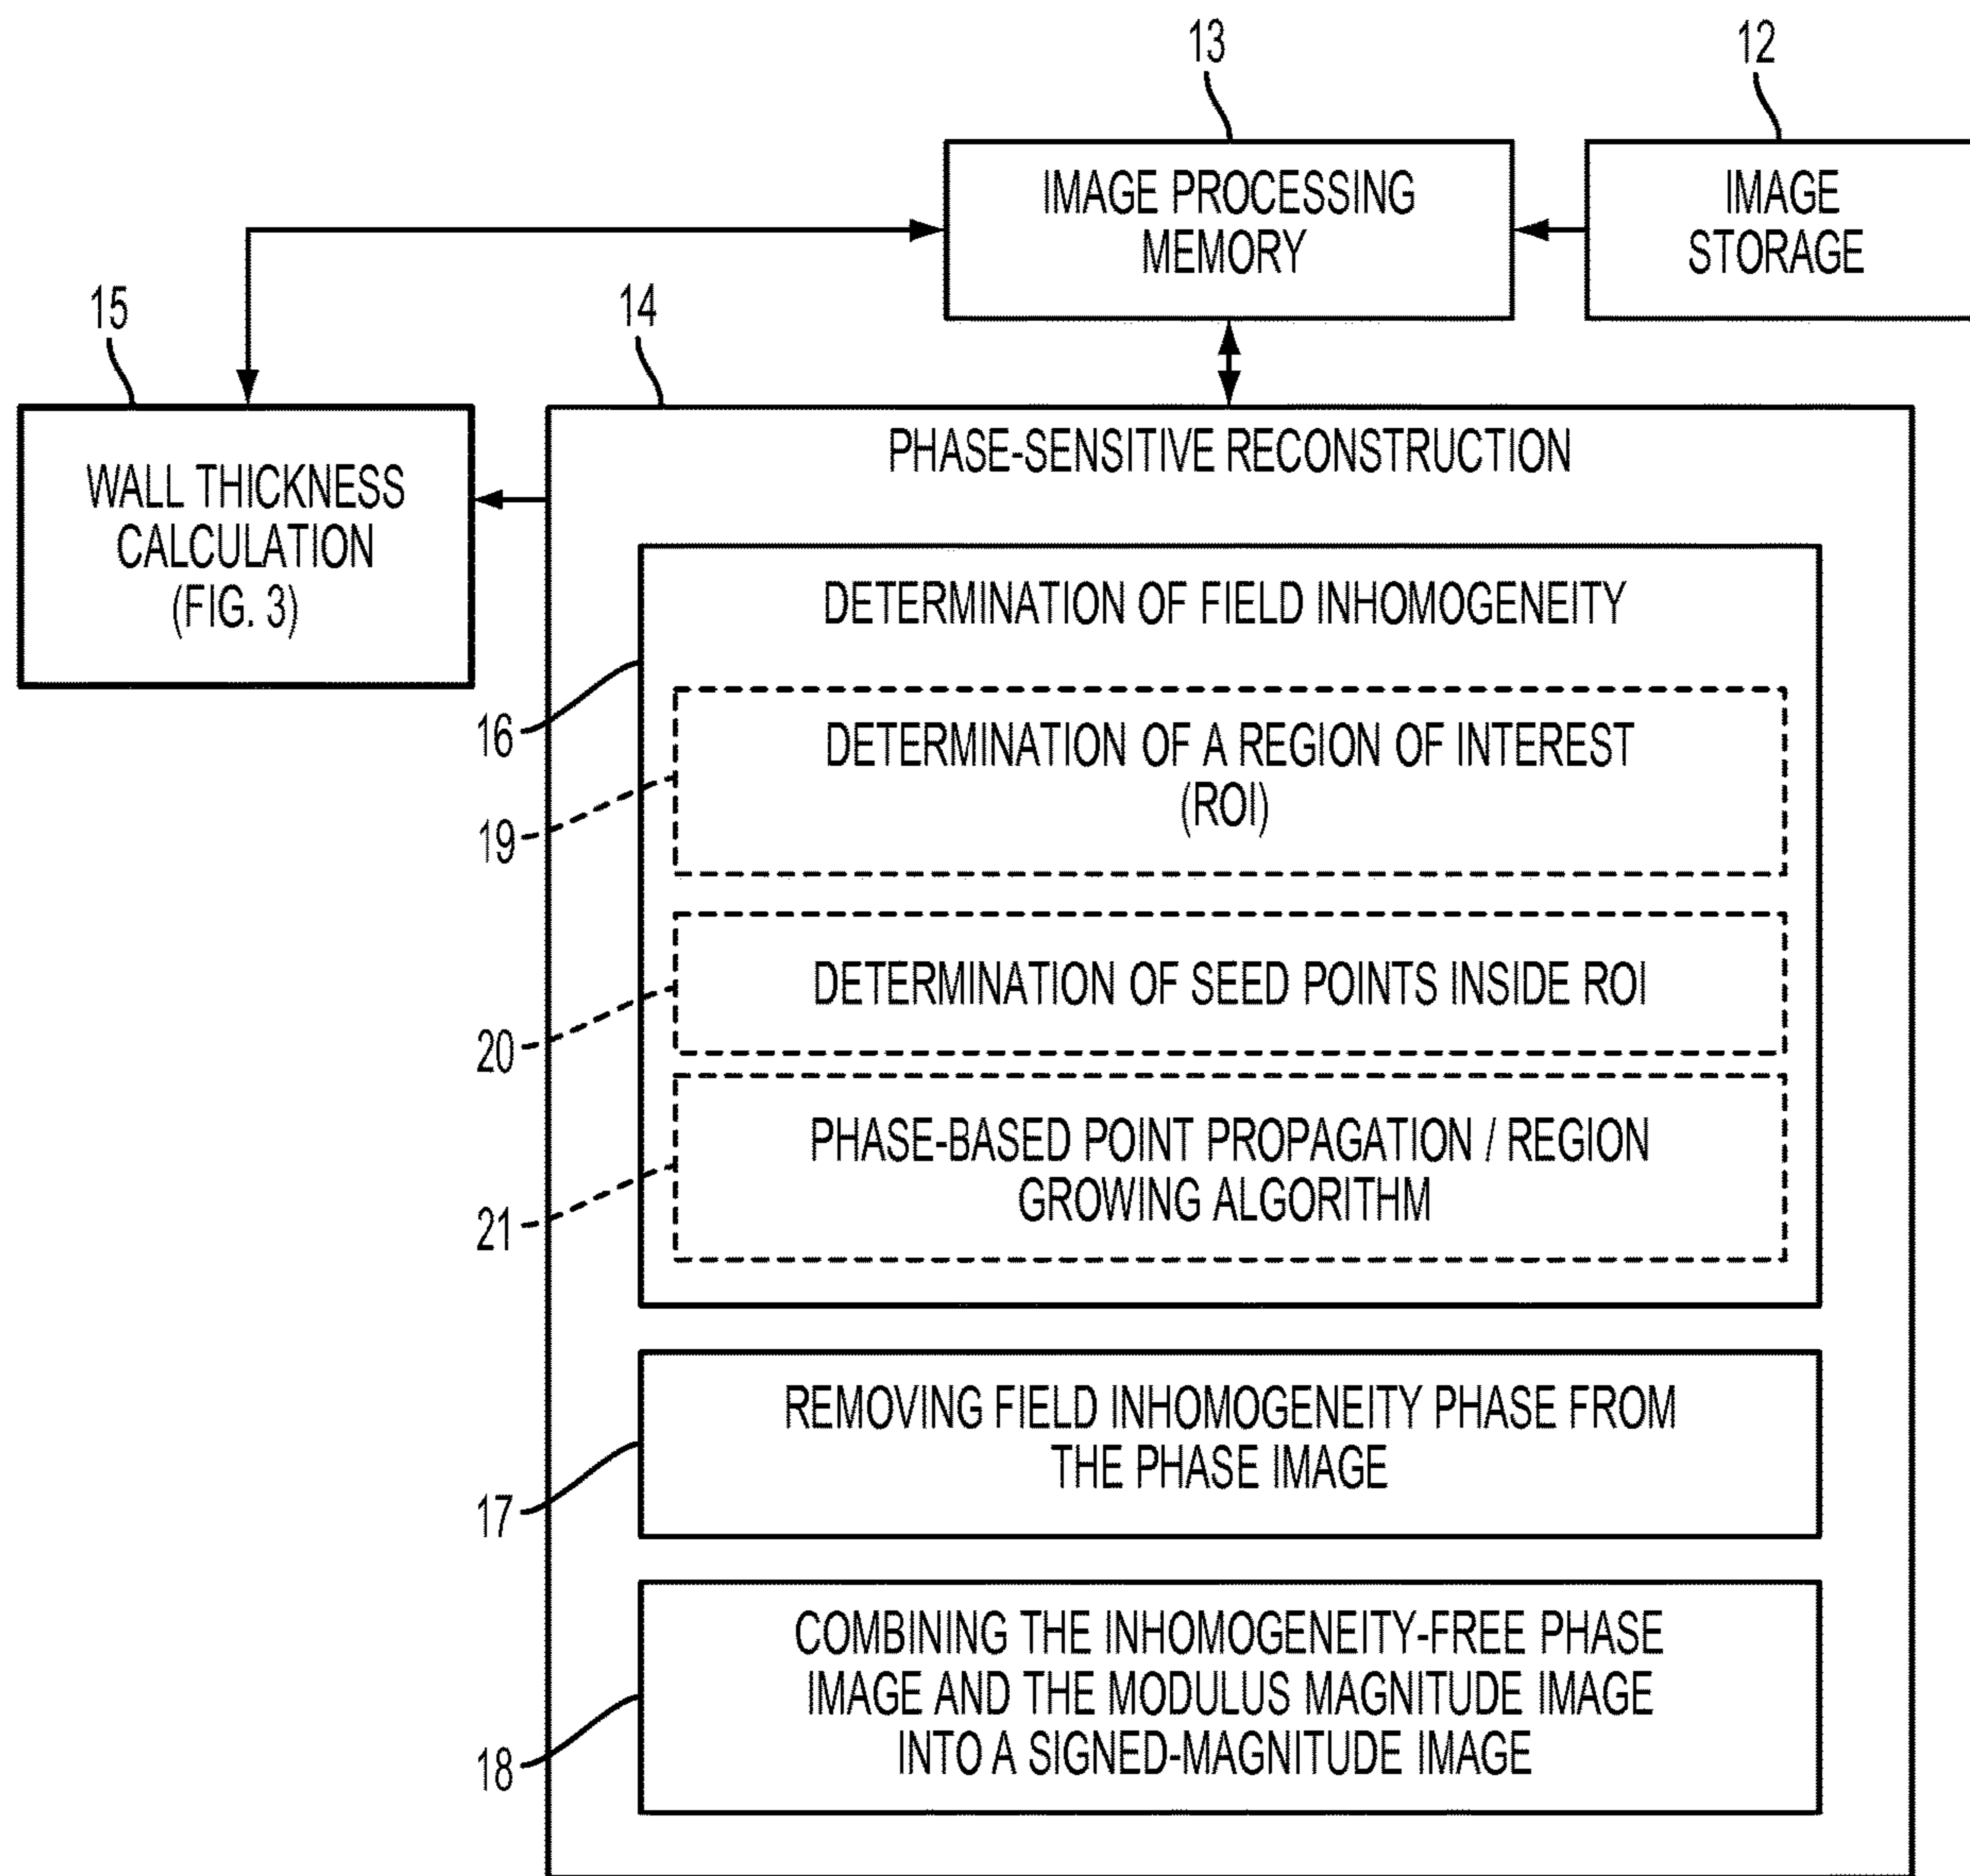 13
12
IMAGE PROCESSING
MEMORY
IMAGE
STORAGE
15
14
WALL THICKNESS
CALCULATION
(FIG. 3)
PHASE-SENSITIVE RECONSTRUCTION
DETERMINATION OF FIELD INHOMOGENEITY
16
DETERMINATION OF A REGION OF INTEREST
(ROI)
19
DETERMINATION OF SEED POINTS INSIDE ROI
20
PHASE-BASED POINT PROPAGATION / REGION
GROWING ALGORITHM
21
REMOVING FIELD INHOMOGENEITY PHASE FROM
THE PHASE IMAGE
17
COMBINING THE INHOMOGENEITY-FREE PHASE
IMAGE AND THE MODULUS MAGNITUDE IMAGE
INTO A SIGNED-MAGNITUDE IMAGE
18